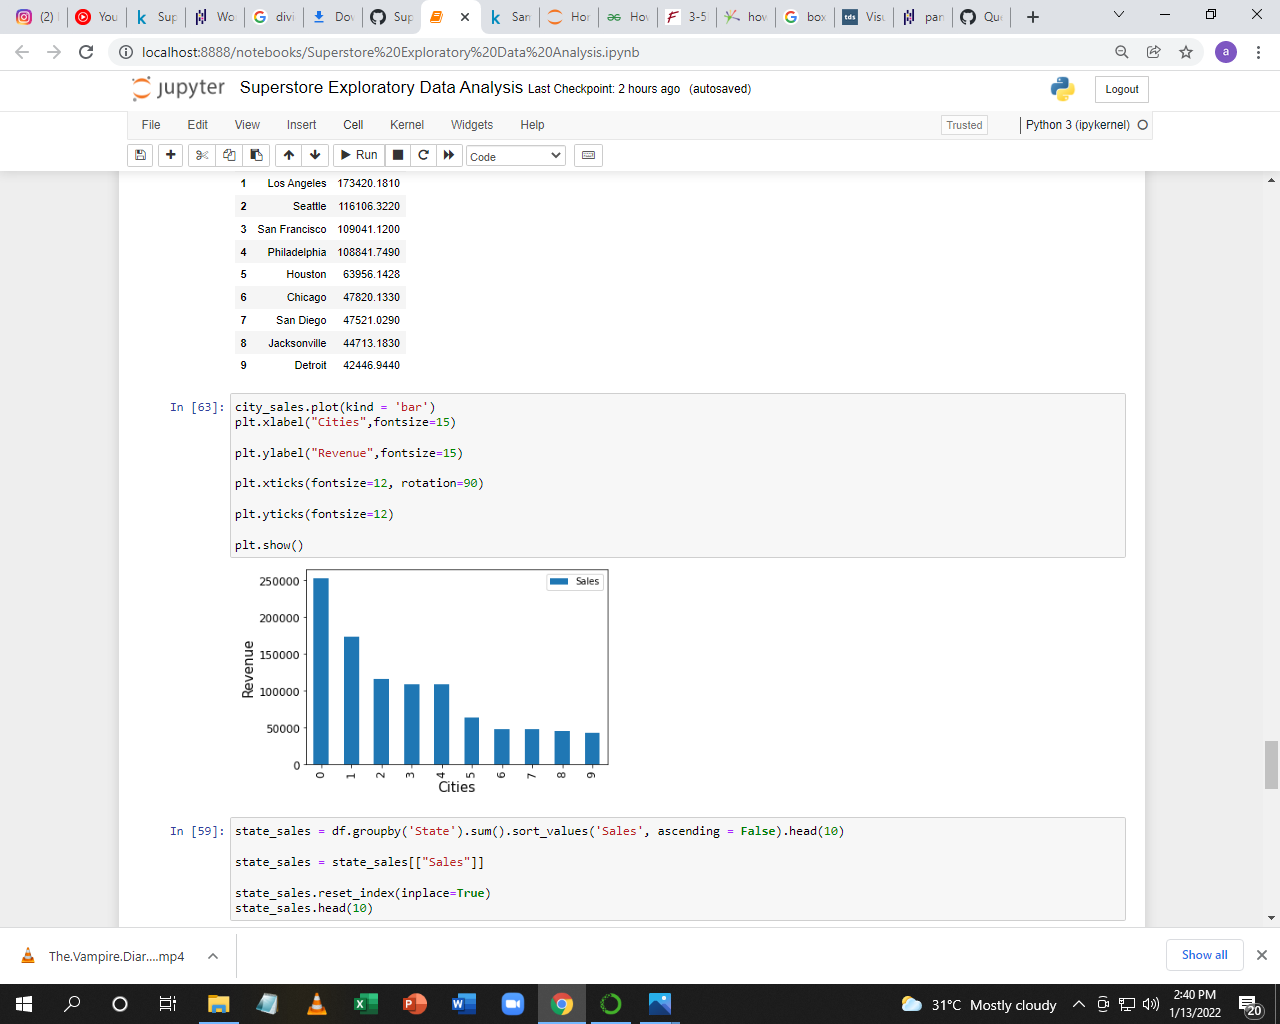 (2)
You
Sup
Wo
divi
Dov
Sup
San
Hor
Hov
3-5
hov
box
Visu
pan
Que
localhost:8888/notebooks/Superstore%20Exploratory%20Data%20Analysis.ipynb
a
jupyter Superstore Exploratory Data Analysis Last Checkpoint: 2 hours ago (autosaved)
Logout
File Edit View Insert Cell Kernel Widgets Help
Trusted Python 3 (ipykernel)
Run Code
1 Los Angeles 173420.1810
2 Seattle 116106.3220
3 San Francisco 109041.1200
4 Philadelphia 108841.7490
5 Houston 63956.1428
6 Chicago 47820.1330
7 San Diego 47521.0290
8 Jacksonville 44713.1830
9 Detroit 42446.9440
In [63]: city_sales.plot(kind = 'bar')
plt.xlabel("Cities",fontsize=15)
plt.ylabel("Revenue",fontsize=15)
plt.xticks(fontsize=12, rotation=90)
plt.yticks(fontsize=12)
plt.show()
Sales
250000
200000
150000
100000
50000
0
Revenue
0 1 2 3 4 5 6 7 8 9
Cities
In [59]: state_sales = df.groupby('State').sum().sort_values('Sales', ascending = False).head(10)
state_sales = state_sales[["Sales"]]
state_sales.reset_index(inplace=True)
state_sales.head(10)
The.Vampire.Diar....mp4
Show all
31°C Mostly cloudy
2:40 PM
1/13/2022
20